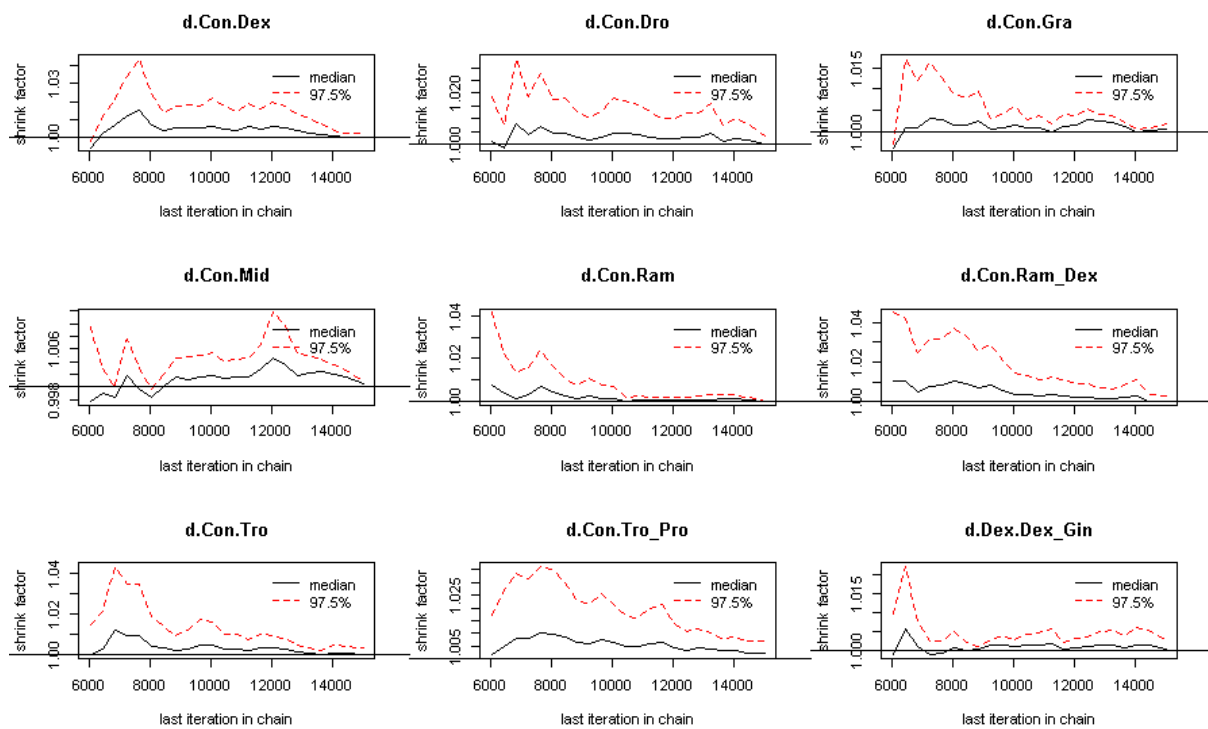 d.Con.Dex
shrink factor
1.00 1.03
median
97.5%
6000 8000 10000 12000 14000
last iteration in chain
d.Con.Dro
shrink factor
1.000 1.020
median
97.5%
6000 8000 10000 12000 14000
last iteration in chain
d.Con.Gra
shrink factor
1.000 1.015
median
97.5%
6000 8000 10000 12000 14000
last iteration in chain
d.Con.Mid
shrink factor
0.998 1.006
median
97.5%
6000 8000 10000 12000 14000
last iteration in chain
d.Con.Ram
shrink factor
1.00 1.02 1.04
median
97.5%
6000 8000 10000 12000 14000
last iteration in chain
d.Con.Ram_Dex
shrink factor
1.00 1.02 1.04
median
97.5%
6000 8000 10000 12000 14000
last iteration in chain
d.Con.Tro
shrink factor
1.00 1.02 1.04
median
97.5%
6000 8000 10000 12000 14000
last iteration in chain
d.Con.Tro_Pro
shrink factor
1.005 1.025
median
97.5%
6000 8000 10000 12000 14000
last iteration in chain
d.Dex.Dex_Gin
shrink factor
1.000 1.015
median
97.5%
6000 8000 10000 12000 14000
last iteration in chain